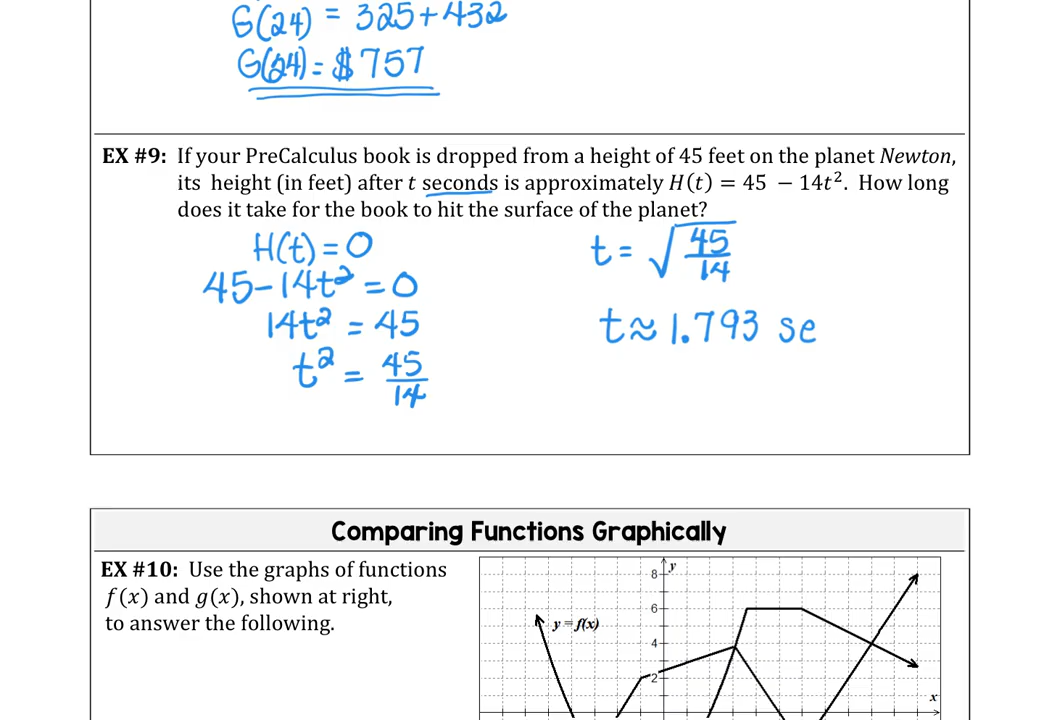 G(24) = 325+432
G(24) = $757
EX #9: If your PreCalculus book is dropped from a height of 45 feet on the planet Newton,
its height (in feet) after t seconds is approximately H(t) = 45 − 14t². How long
does it take for the book to hit the surface of the planet?
H(t) = 0
45-14t² = 0
14t² = 45
t² = 45/14
t = √(45/14)
t ≈ 1.793 se
Comparing Functions Graphically
EX #10: Use the graphs of functions
f(x) and g(x), shown at right,
to answer the following.
y
8
6
y = f(x)
4
2
x